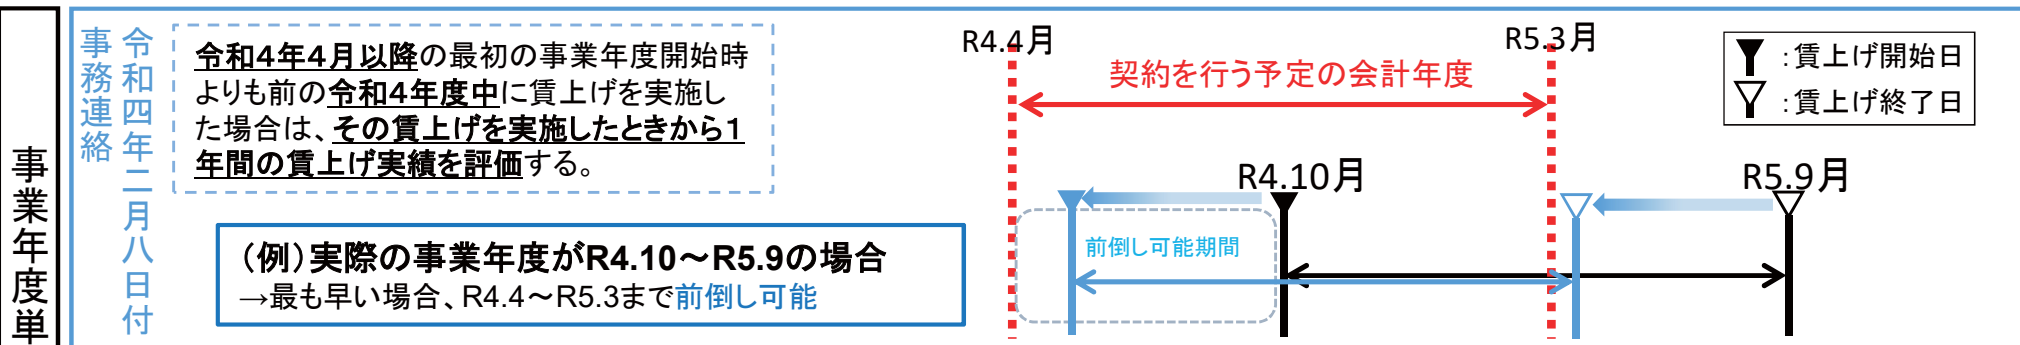 事業年度単
令和四年二月八日付
事務連絡
令和４年４月以降の最初の事業年度開始時
よりも前の令和４年度中に賃上げを実施し
た場合は、その賃上げを実施したときから１
年間の賃上げ実績を評価する。
（例）実際の事業年度がR4.10～R5.9の場合
→最も早い場合、R4.4～R5.3まで前倒し可能
R4.4月
R5.3月
契約を行う予定の会計年度
：賃上げ開始日
：賃上げ終了日
R4.10月
R5.9月
前倒し可能期間